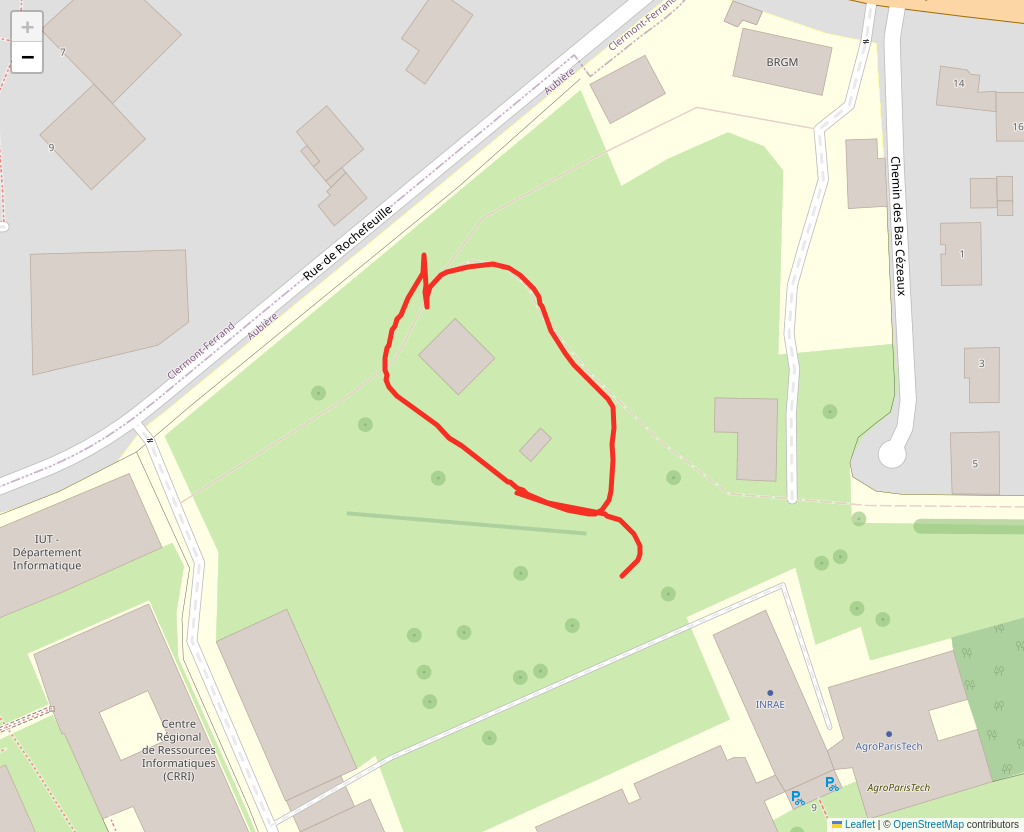 +
−
Clermont-Ferrand
Aubière
7
9
BRGM
14
16
1
3
5
Chemin des Bas Cézeaux
Rue de Rochefeuille
Clermont-Ferrand
Aubière
IUT -
Département
Informatique
Centre
Régional
de Ressources
Informatiques
(CRRI)
INRAE
AgroParisTech
AgroParisTech
9
Leaflet | © OpenStreetMap contributors